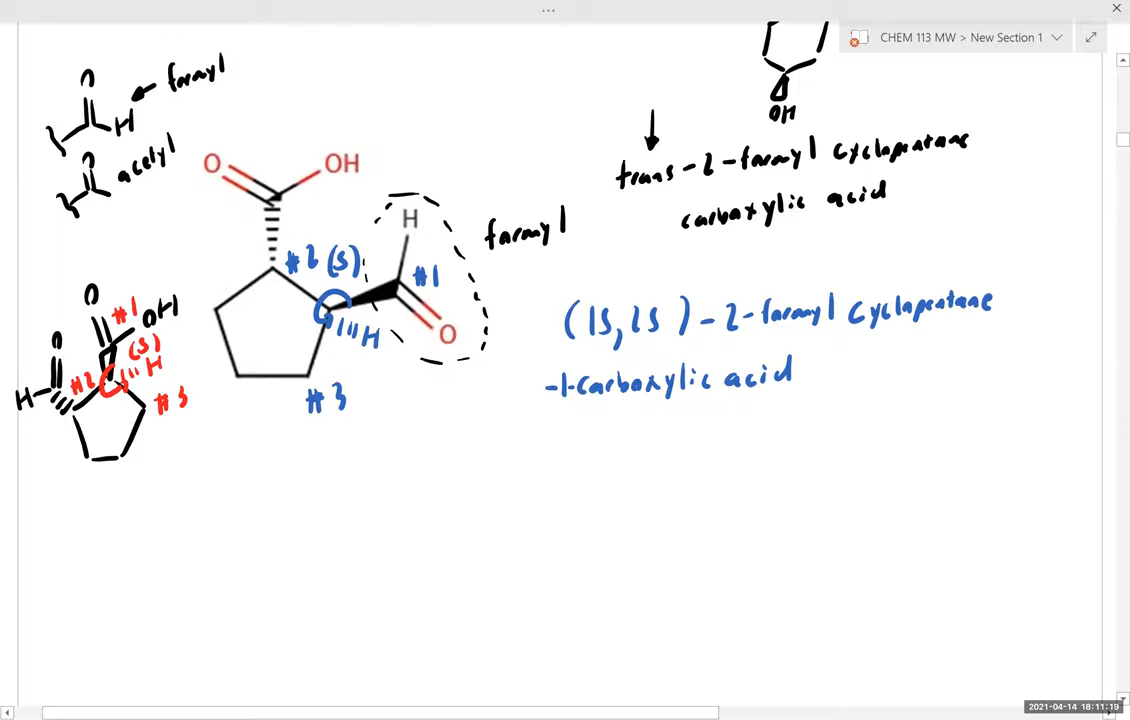 CHEM 113 MW > New Section 1
O
H
formyl
O
acetyl
OH
trans-2-formyl cyclopentane
carboxylic acid
O
OH
H
formyl
#2 (S)
#1
O
'''H
#3
(1S, 2S) - 2-formyl cyclopentane
-1-carboxylic acid
O
#1
OH
O
(S)
H
#2
'''H
#3
2021-04-14 18:11:19